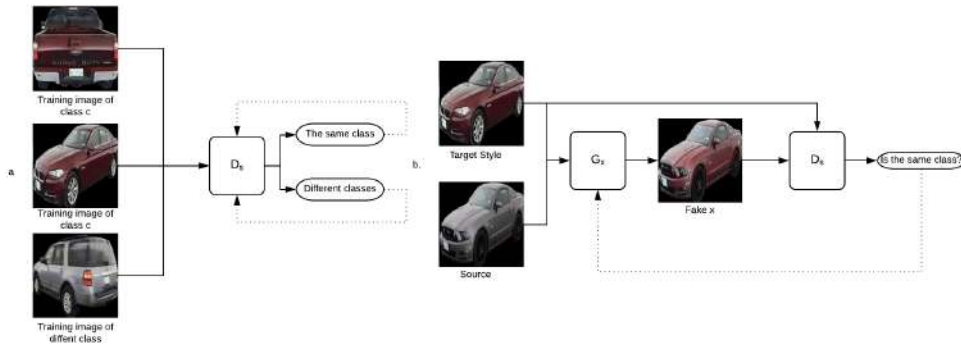 a
Training image of
class c
Training image of
class c
Training image of
diffent class
Dₛ
The same class
Different classes
b.
Target Style
Source
Gₛ
Fake x
Dₛ
Is the same class?